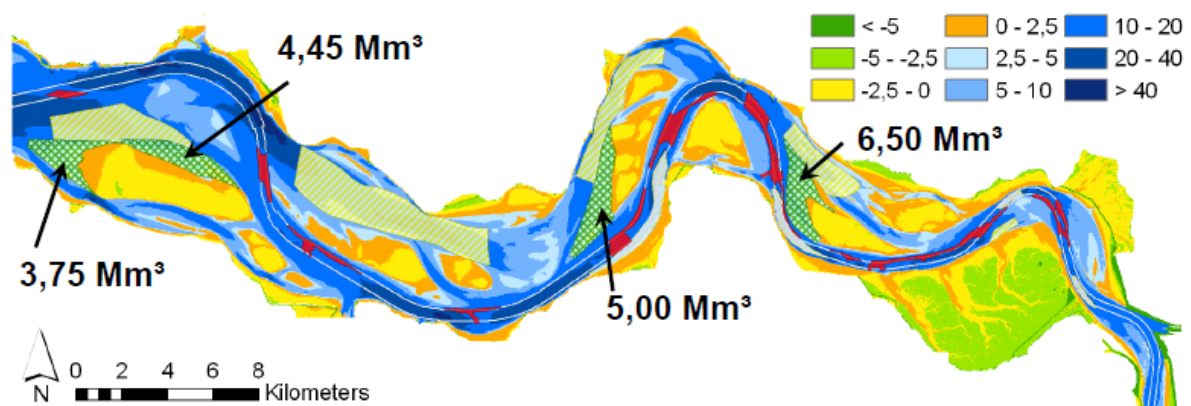 4,45 Mm³
< -5
0 - 2,5
10 - 20
-5 - -2,5
2,5 - 5
20 - 40
-2,5 - 0
5 - 10
> 40
6,50 Mm³
3,75 Mm³
5,00 Mm³
N
0 2 4 6 8
Kilometers